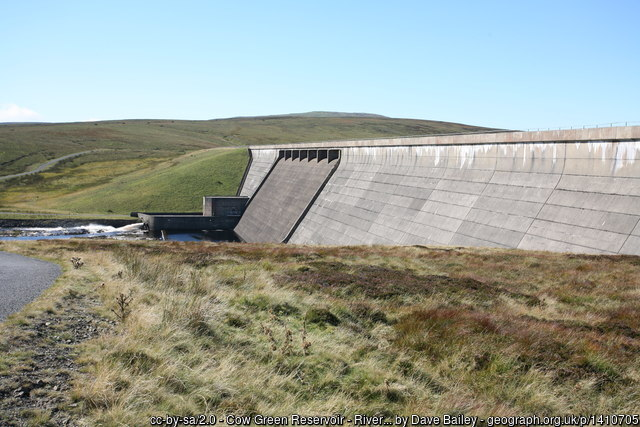 cc-by-sa/2.0 - Cow Green Reservoir - River... by Dave Bailey - geograph.org.uk/p/1410705